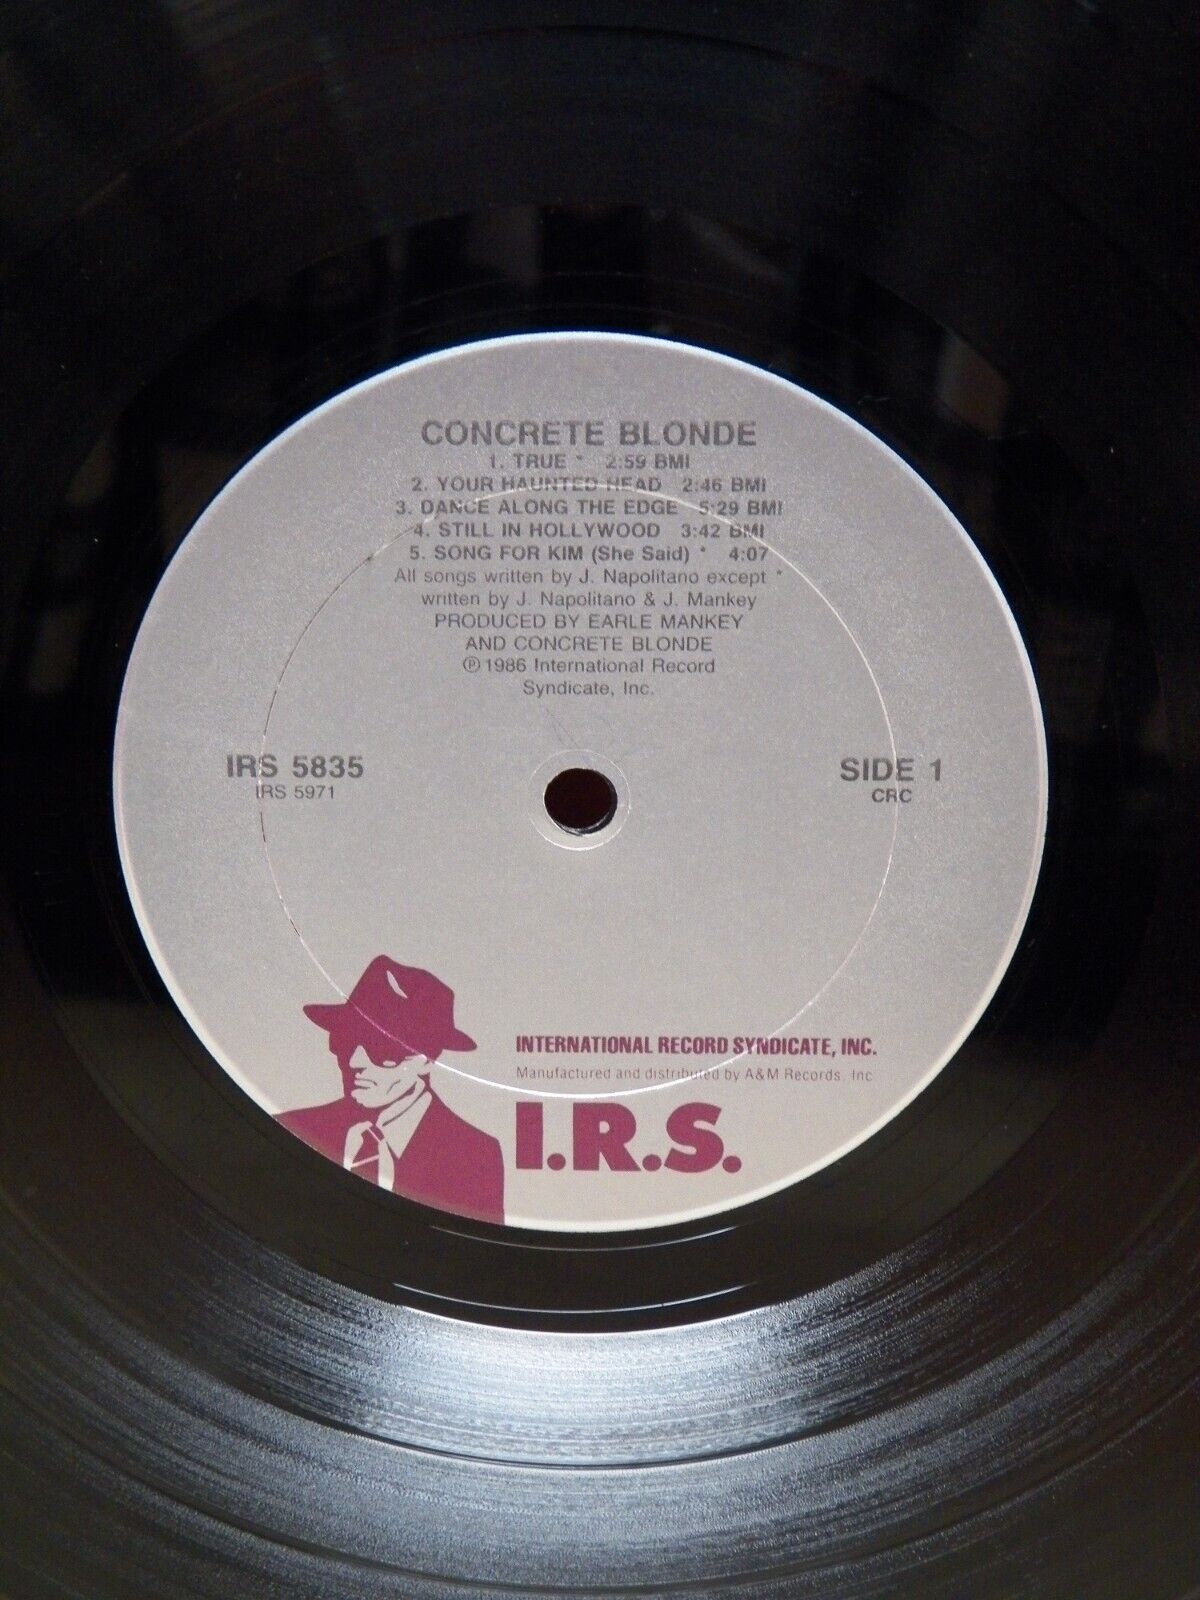 CONCRETE BLONDE
1. TRUE * 2:59 BMI
2. YOUR HAUNTED HEAD 2:46 BMI
3. DANCE ALONG THE EDGE 5:29 BMI
4. STILL IN HOLLYWOOD 3:42 BMI
5. SONG FOR KIM (She Said) * 4:07
All songs written by J. Napolitano except *
written by J. Napolitano & J. Mankey
PRODUCED BY EARLE MANKEY
AND CONCRETE BLONDE
℗ 1986 International Record
Syndicate, Inc.
IRS 5835
IRS 5971
SIDE 1
CRC
INTERNATIONAL RECORD SYNDICATE, INC.
Manufactured and distributed by A&M Records, Inc
I.R.S.